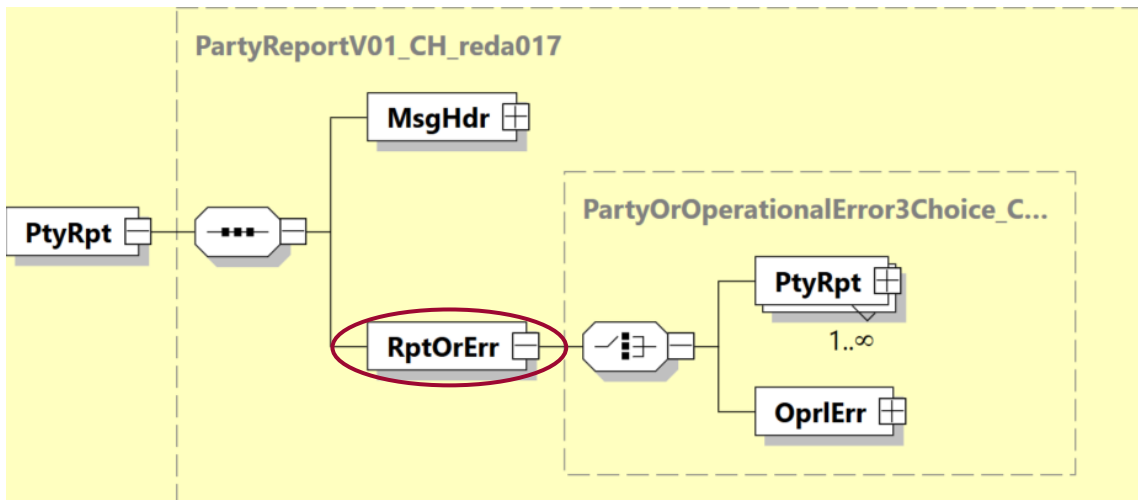 PartyReportV01_CH_reda017
MsgHdr
PtyRpt
PartyOrOperationalError3Choice_C...
PtyRpt
1..∞
RptOrErr
OprlErr